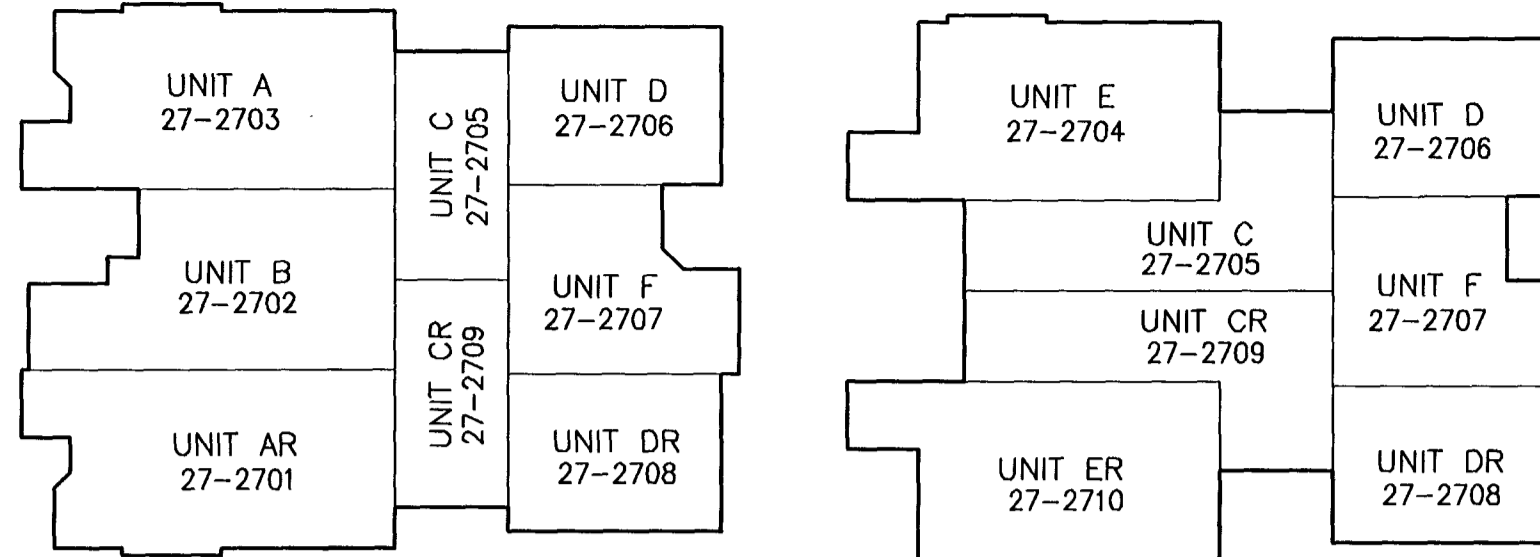 UNIT A
27-2703
UNIT C
27-2705
UNIT D
27-2706
UNIT B
27-2702
UNIT F
27-2707
UNIT CR
27-2709
UNIT AR
27-2701
UNIT DR
27-2708
UNIT E
27-2704
UNIT D
27-2706
UNIT C
27-2705
UNIT F
27-2707
UNIT CR
27-2709
UNIT ER
27-2710
UNIT DR
27-2708